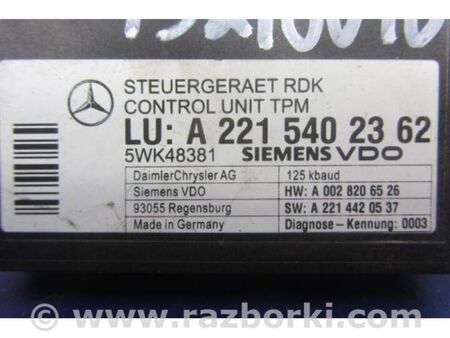 STEUERGERAET RDK
CONTROL UNIT TPM
LU: A 221 540 23 62
5WK48381 SIEMENS VDO
DaimlerChrysler AG 125 kbaud
Siemens VDO HW: A 002 820 65 26
93055 Regensburg SW: A 221 442 05 37
Made in Germany Diagnose - Kennung: 0003
www.razborki.com